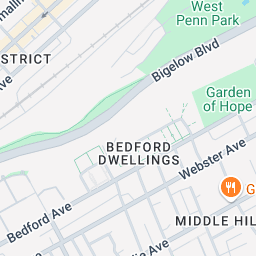 West
Penn Park
STRICT
Bigelow Blvd
Garden
of Hope
BEDFORD
DWELLINGS
Webster Ave
Bedford Ave
MIDDLE HIL